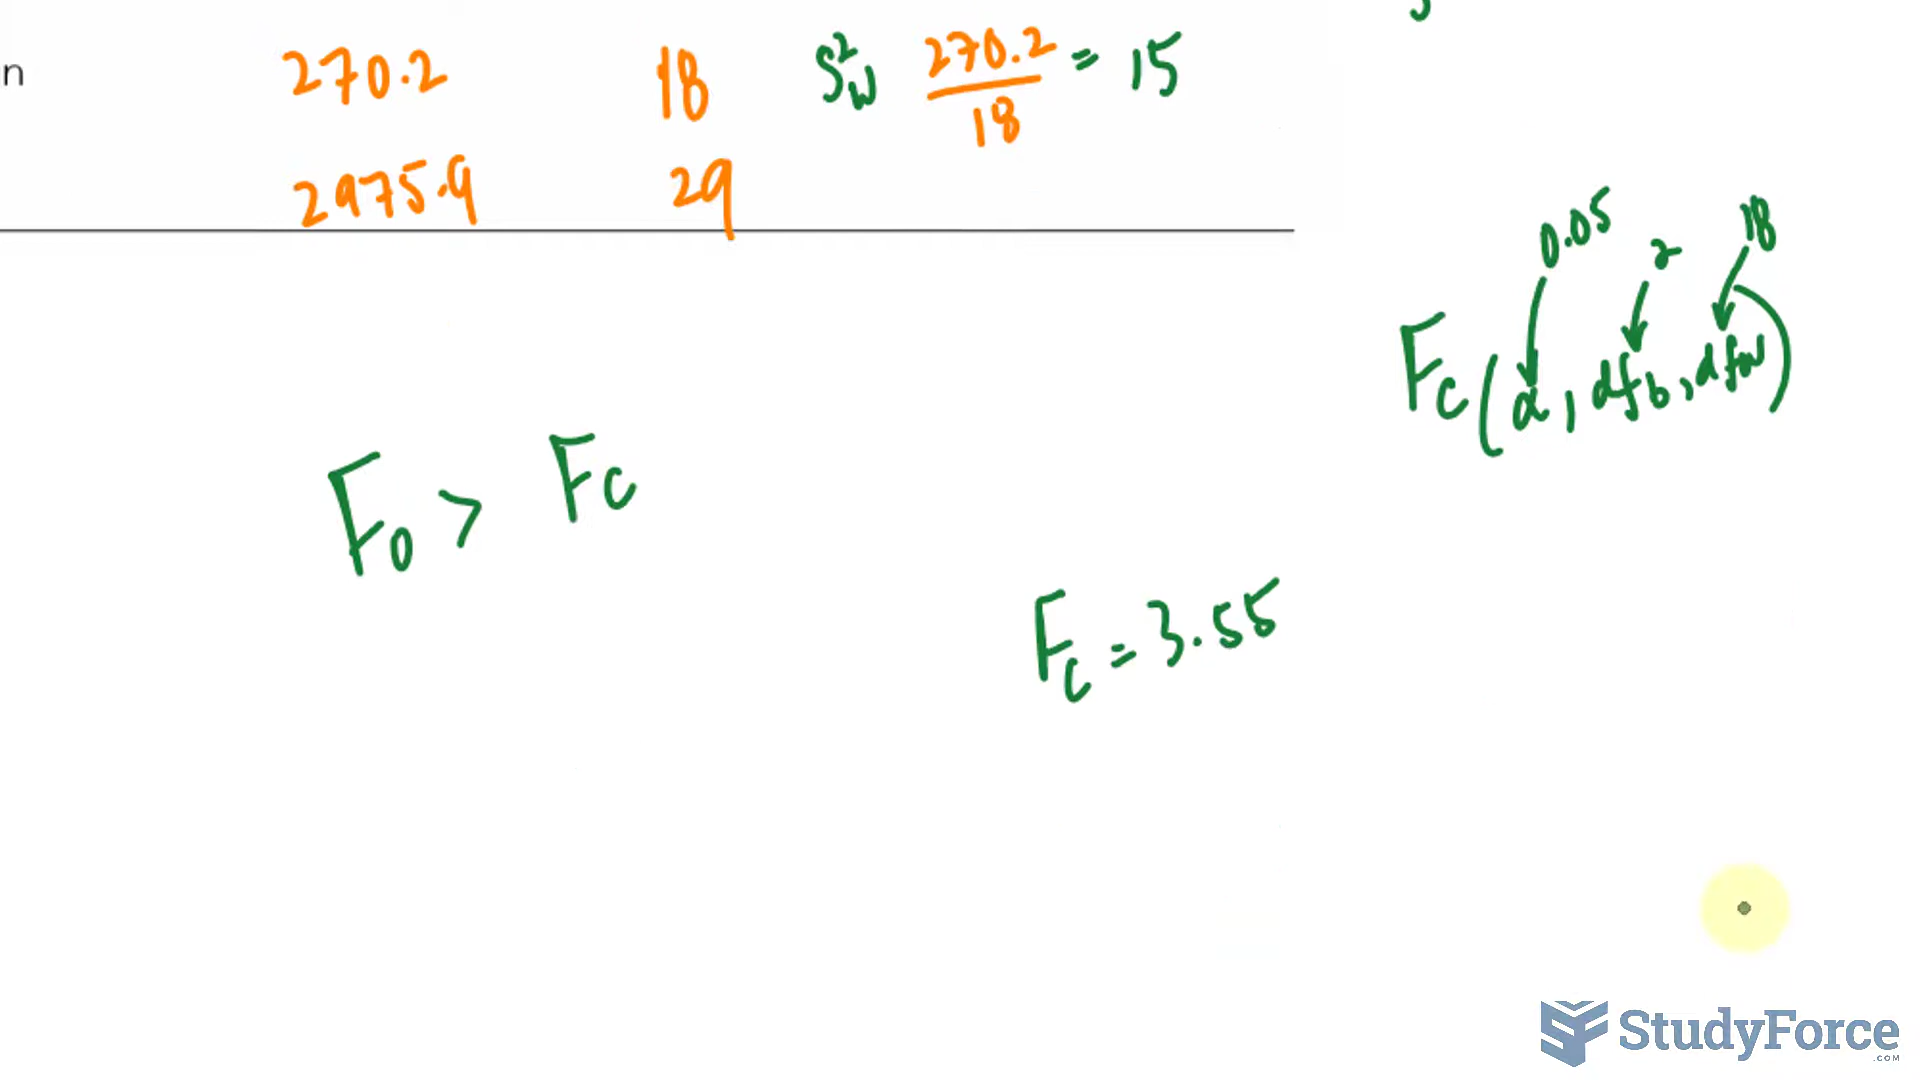 n 270.2 18 S²W 270.2/18 = 15
2975.9 29
0.05 2 18
Fc(α, dfb, dfw)
F0 > Fc
Fc = 3.55
StudyForce
.COM